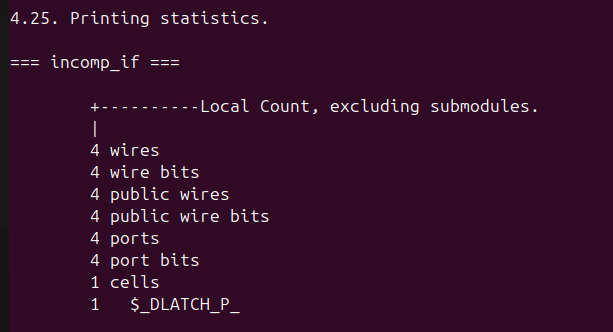 4.25. Printing statistics.
=== incomp_if ===
+----------Local Count, excluding submodules.
|
4 wires
4 wire bits
4 public wires
4 public wire bits
4 ports
4 port bits
1 cells
1   $_DLATCH_P_